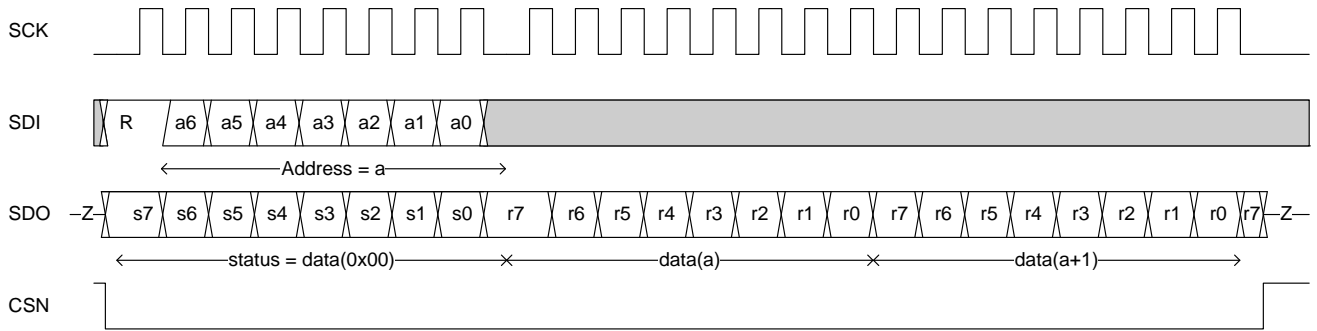 SCK
SDI R a6 a5 a4 a3 a2 a1 a0
Address = a
SDO Z s7 s6 s5 s4 s3 s2 s1 s0 r7 r6 r5 r4 r3 r2 r1 r0 r7 r6 r5 r4 r3 r2 r1 r0 r7 Z
status = data(0x00) data(a) data(a+1)
CSN